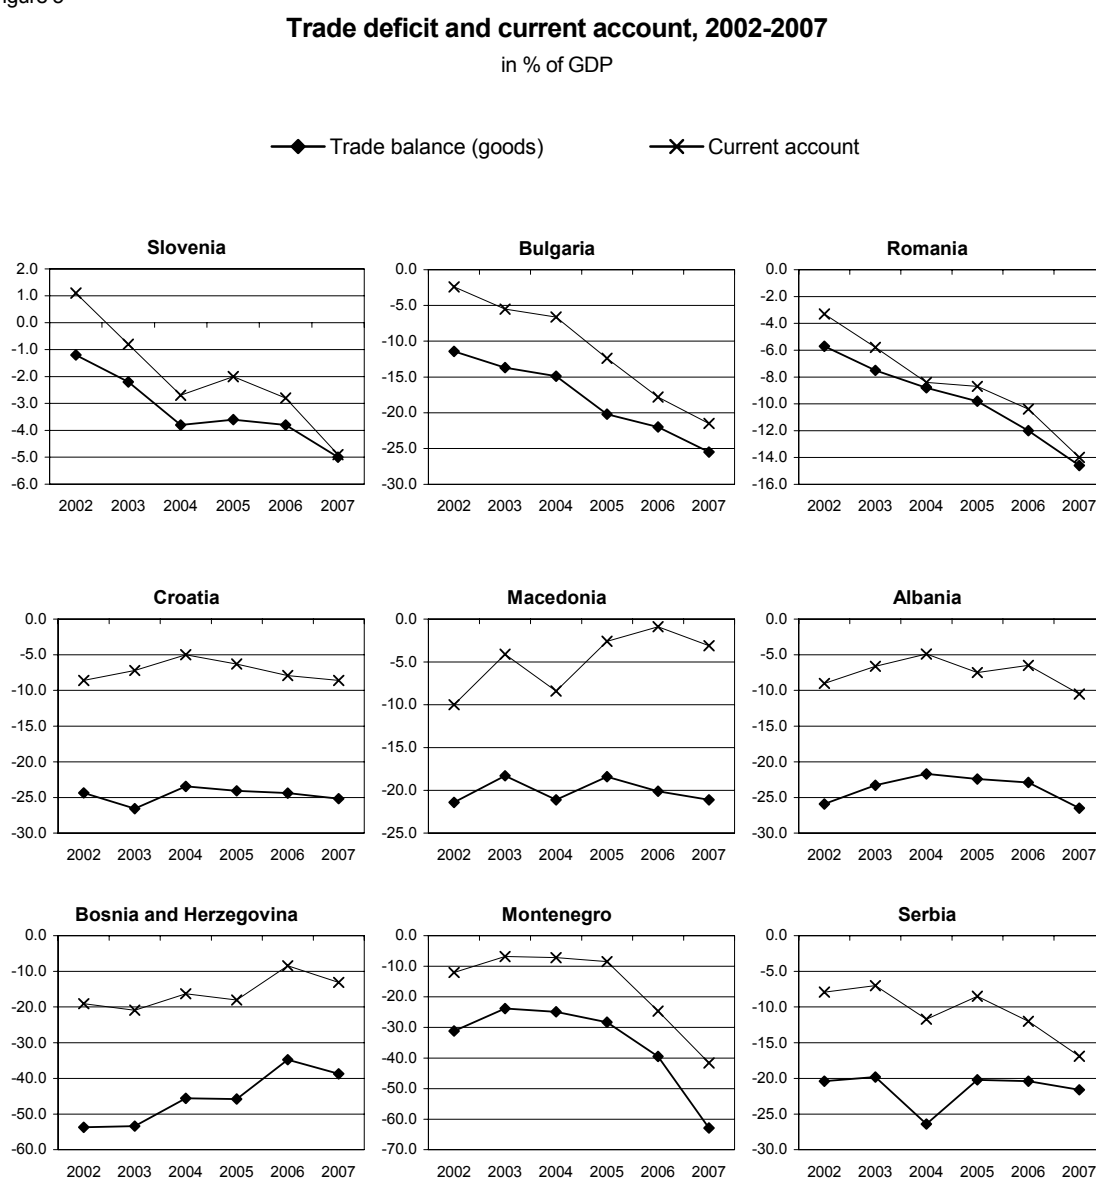 Trade deficit and current account, 2002-2007
in % of GDP
Trade balance (goods) Current account
Slovenia Bulgaria Romania
2.0 0.0 0.0
1.0 -5.0 -2.0
0.0 -10.0 -4.0
-1.0 -15.0 -6.0
-2.0 -20.0 -8.0
-3.0 -25.0 -10.0
-4.0 -30.0 -12.0
-5.0 -14.0
-6.0 -16.0
2002 2003 2004 2005 2006 2007 2002 2003 2004 2005 2006 2007 2002 2003 2004 2005 2006 2007
Croatia Macedonia Albania
0.0 0.0 0.0
-5.0 -5.0 -5.0
-10.0 -10.0 -10.0
-15.0 -15.0 -15.0
-20.0 -20.0 -20.0
-25.0 -25.0 -25.0
-30.0 -30.0
2002 2003 2004 2005 2006 2007 2002 2003 2004 2005 2006 2007 2002 2003 2004 2005 2006 2007
Bosnia and Herzegovina Montenegro Serbia
0.0 0.0 0.0
-10.0 -10.0 -5.0
-20.0 -20.0 -10.0
-30.0 -30.0 -15.0
-40.0 -40.0 -20.0
-50.0 -50.0 -25.0
-60.0 -60.0 -30.0
-70.0
2002 2003 2004 2005 2006 2007 2002 2003 2004 2005 2006 2007 2002 2003 2004 2005 2006 2007